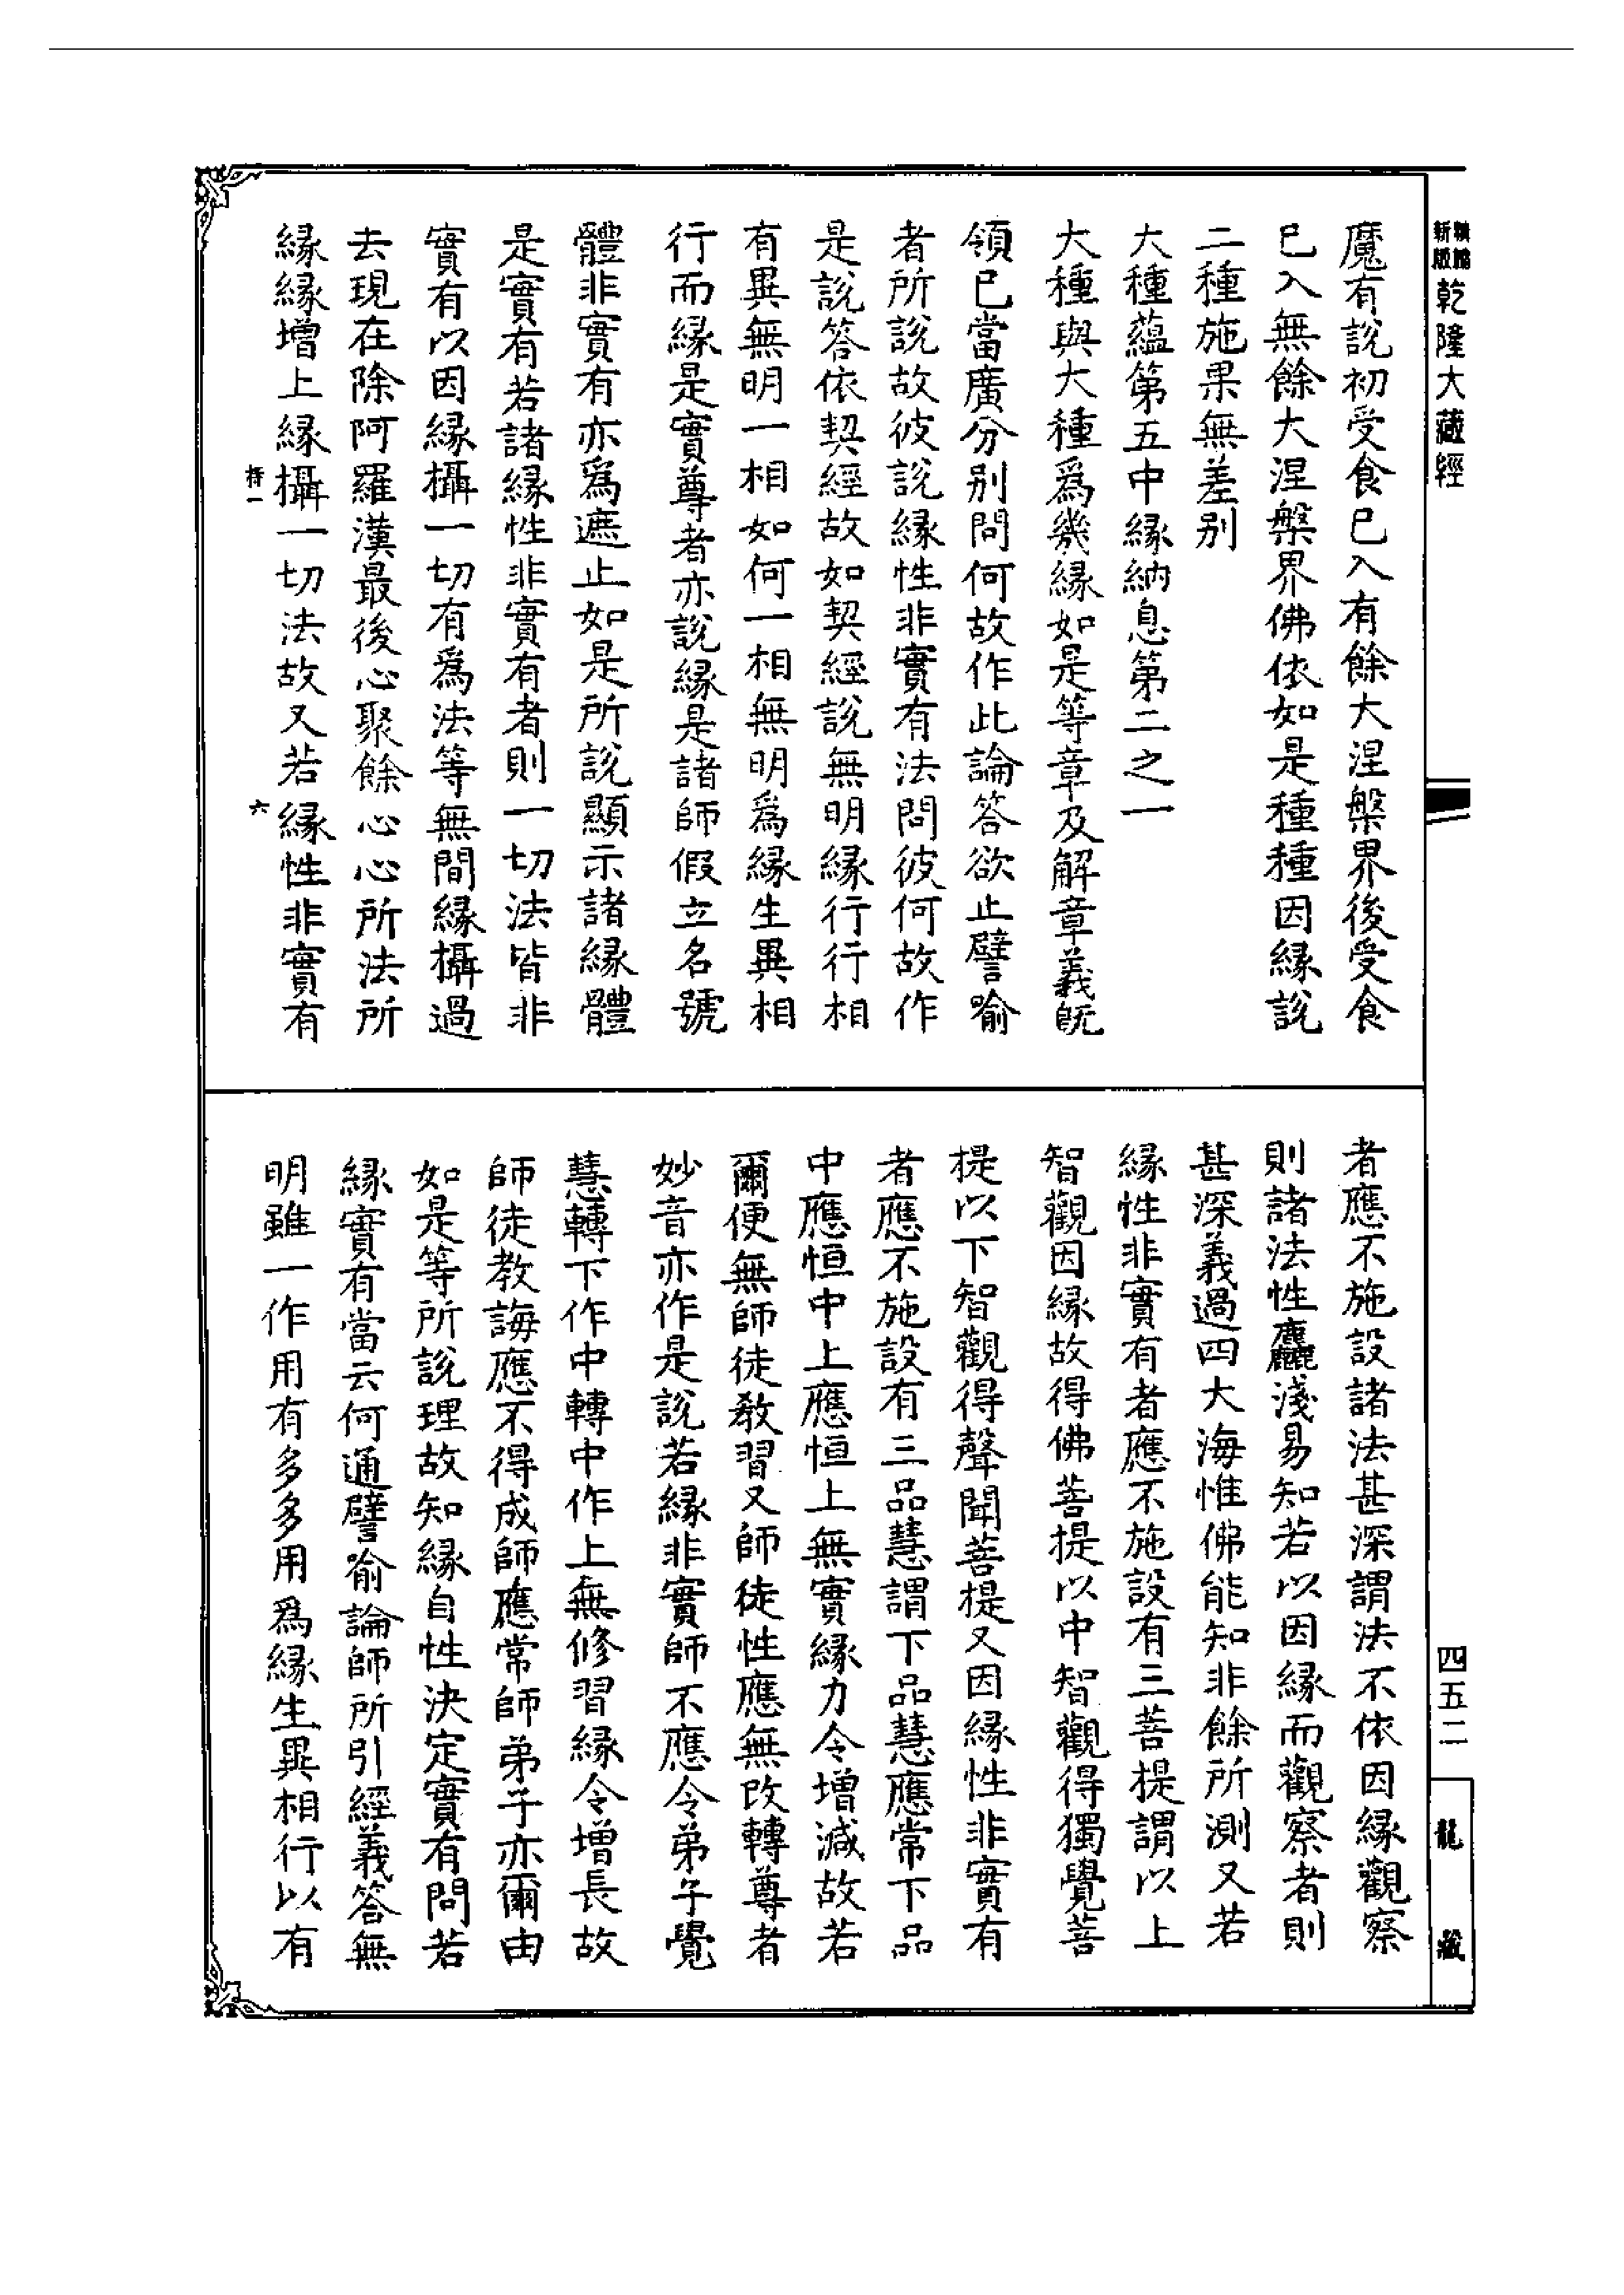 新版乾隆大藏經
魔有說初受食已入有餘大涅槃界後受食
已入無餘大涅槃界佛依如是種種因緣說
二種施果無差别
大種蘊第五中緣納息第二之一
大種與大種爲幾緣如是等章及解章義旣
領已當廣分别問何故作此論答欲止譬喻
者所說故彼說緣性非實有法問彼何故作
是說答依契經故如契經說無明緣行行相
有異無明一相如何一相無明爲緣生異相
行而緣是實尊者亦說緣是諸師假立名號
體非實有亦爲遮止如是所說顯示諸緣體
是實有若諸緣性非實有者則一切法皆非
實有以因緣攝一切有爲法等無間緣攝過
去現在除阿羅漢最後心聚餘心心所法所
緣緣增上緣攝一切法故又若緣性非實有
六
者應不施設諸法甚深謂法不依因緣觀察
則諸法性麤淺易知若以因緣而觀察者則
甚深義過四大海惟佛能知非餘所測又若
緣性非實有者應不施設有三菩提謂以上
智觀因緣故得佛菩提以中智觀得獨覺菩
提以下智觀得聲聞菩提又因緣性非實有
者應不施設有三品慧謂下品慧應常下品
中應恒中上應恒上無實緣力令增減故若
爾便無師徒教習又師徒性應無改轉尊者
妙音亦作是說若緣非實師不應令弟子覺
慧轉下作中轉中作上無修習緣令增長故
師徒教誨應不得成師應常師弟子亦爾由
如是等所說理故知緣自性決定實有問若
緣實有當云何通譬喻論師所引經義答無
明雖一作用有多多用爲緣生異相行以有
四五二
龍藏